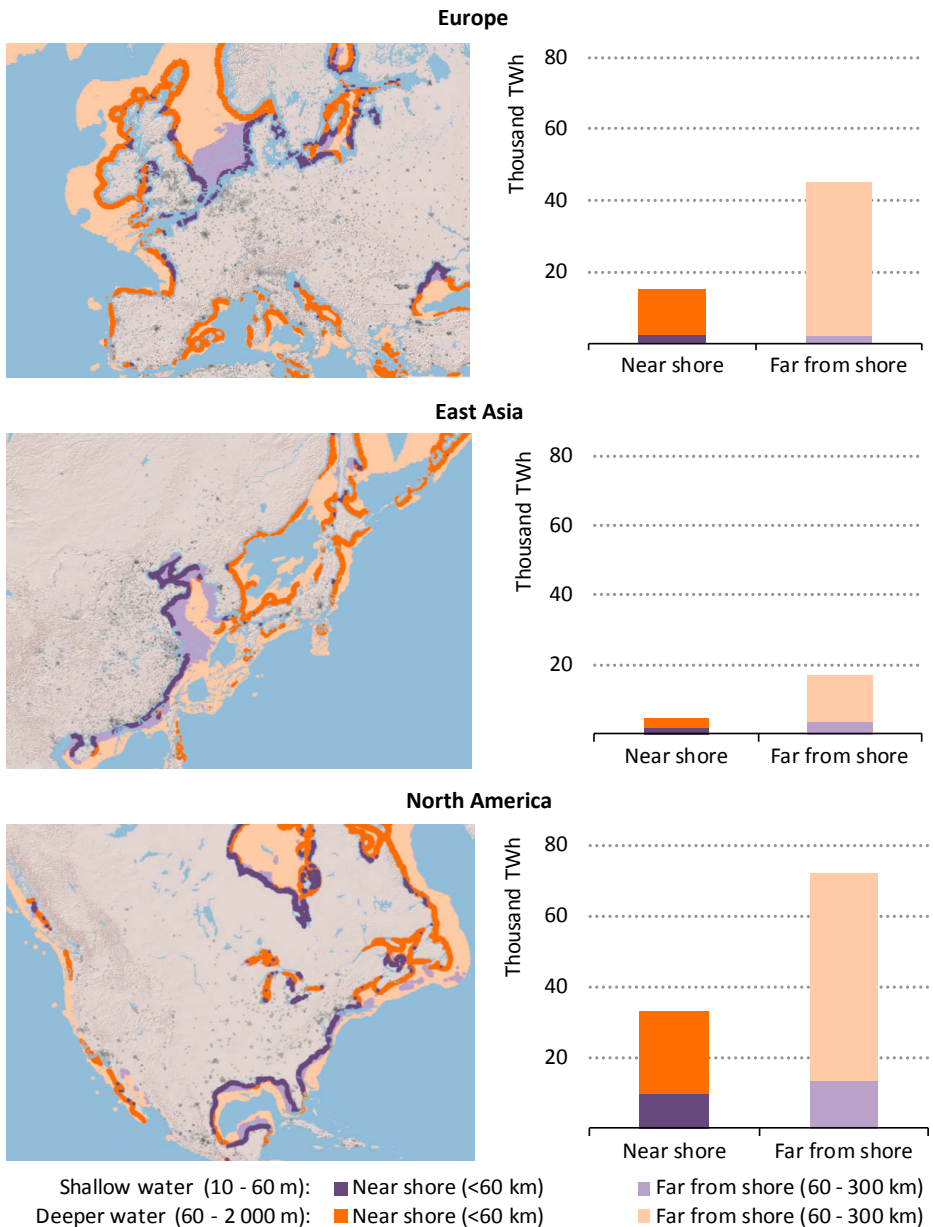 Europe
Thousand TWh
80
60
40
20
Near shore
Far from shore
East Asia
Thousand TWh
80
60
40
20
Near shore
Far from shore
North America
Thousand TWh
80
60
40
20
Near shore
Far from shore
Shallow water (10 - 60 m): Near shore (<60 km) Far from shore (60 - 300 km)
Deeper water (60 - 2 000 m): Near shore (<60 km) Far from shore (60 - 300 km)